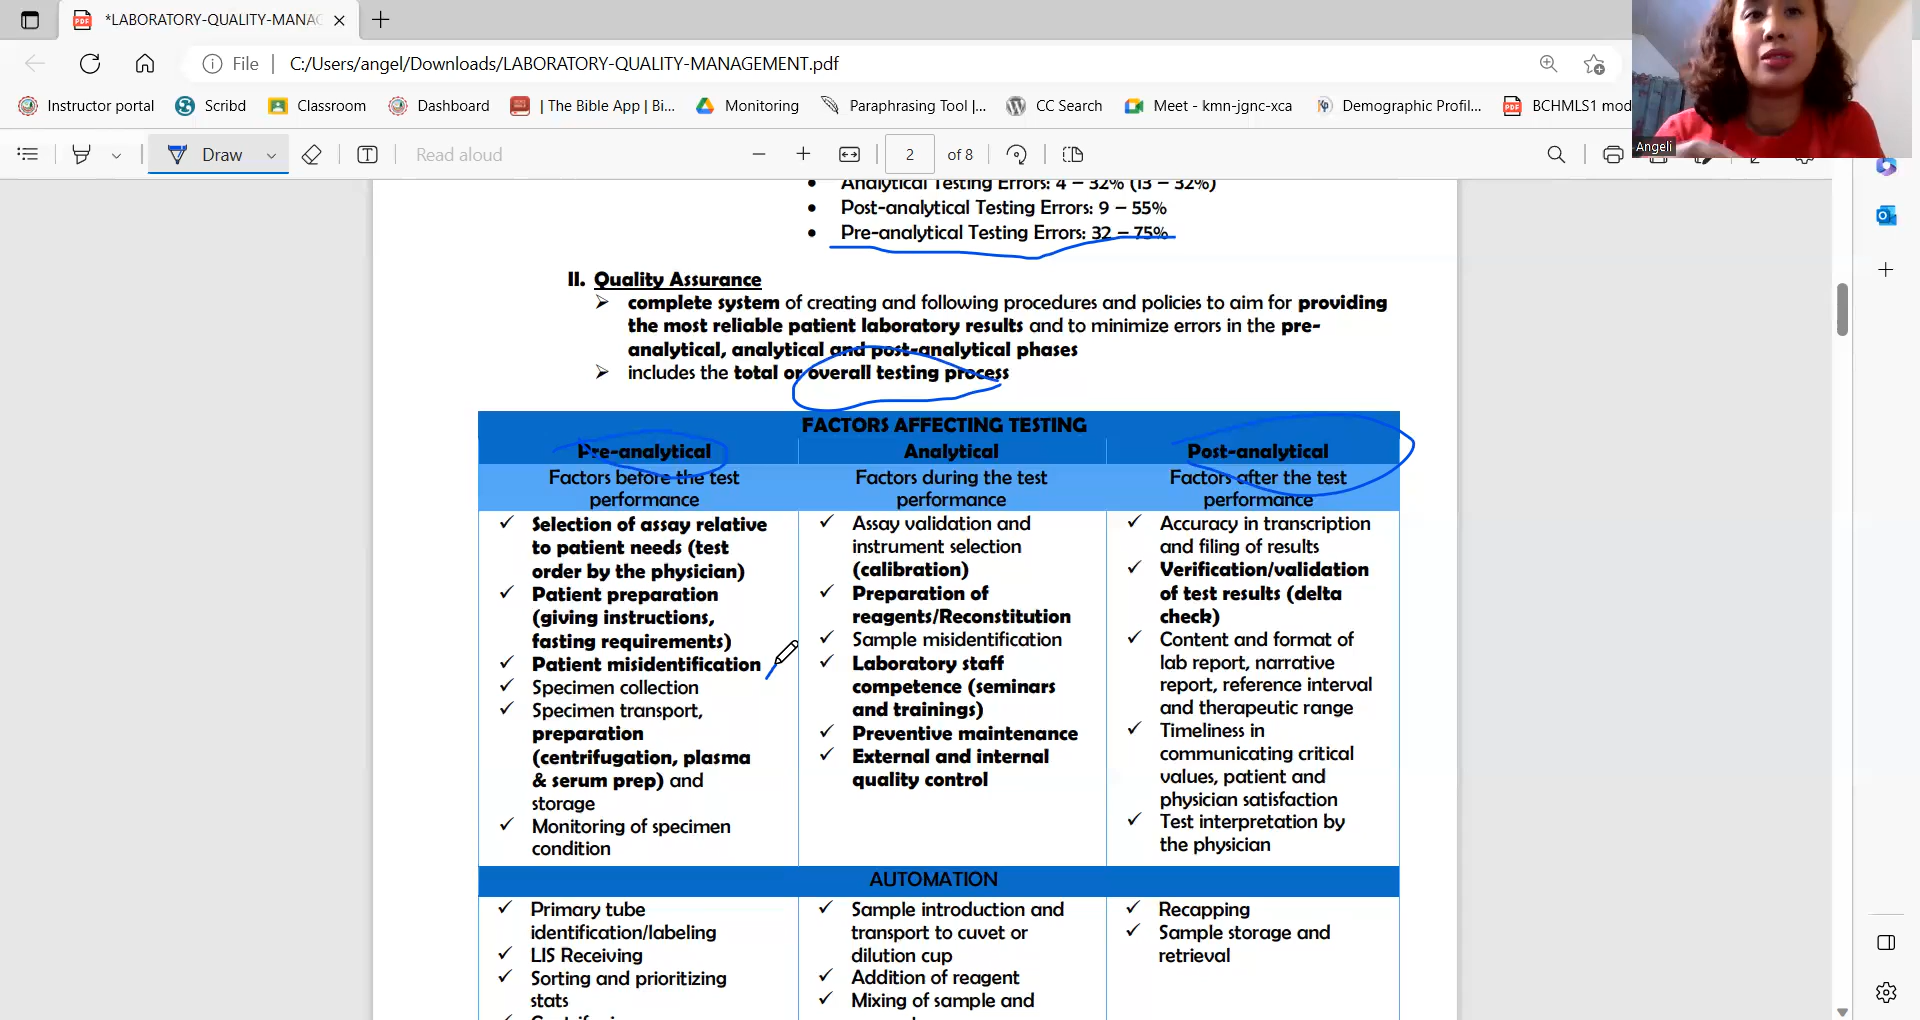 *LABORATORY-QUALITY-MANAG
File
C:/Users/angel/Downloads/LABORATORY-QUALITY-MANAGEMENT.pdf
Instructor portal
Scribd
Classroom
Dashboard
| The Bible App | Bi...
Monitoring
Paraphrasing Tool |...
CC Search
Meet - kmn-jgnc-xca
Demographic Profil...
BCHMLS1 mod
Draw
Read aloud
2
of 8
Angeli
• Analytical Testing Errors: 4 – 32% (13 – 32%)
• Post-analytical Testing Errors: 9 – 55%
• Pre-analytical Testing Errors: 32 – 75%
II. Quality Assurance
complete system of creating and following procedures and policies to aim for providing
the most reliable patient laboratory results and to minimize errors in the pre-
analytical, analytical and post-analytical phases
includes the total or overall testing process
FACTORS AFFECTING TESTING
Pre-analytical
Factors before the test
performance
Selection of assay relative
to patient needs (test
order by the physician)
Patient preparation
(giving instructions,
fasting requirements)
Patient misidentification
Specimen collection
Specimen transport,
preparation
(centrifugation, plasma
& serum prep) and
storage
Monitoring of specimen
condition
Analytical
Factors during the test
performance
Assay validation and
instrument selection
(calibration)
Preparation of
reagents/Reconstitution
Sample misidentification
Laboratory staff
competence (seminars
and trainings)
Preventive maintenance
External and internal
quality control
Post-analytical
Factors after the test
performance
Accuracy in transcription
and filing of results
Verification/validation
of test results (delta
check)
Content and format of
lab report, narrative
report, reference interval
and therapeutic range
Timeliness in
communicating critical
values, patient and
physician satisfaction
Test interpretation by
the physician
AUTOMATION
Primary tube
identification/labeling
LIS Receiving
Sorting and prioritizing
stats
Sample introduction and
transport to cuvet or
dilution cup
Addition of reagent
Mixing of sample and
Recapping
Sample storage and
retrieval